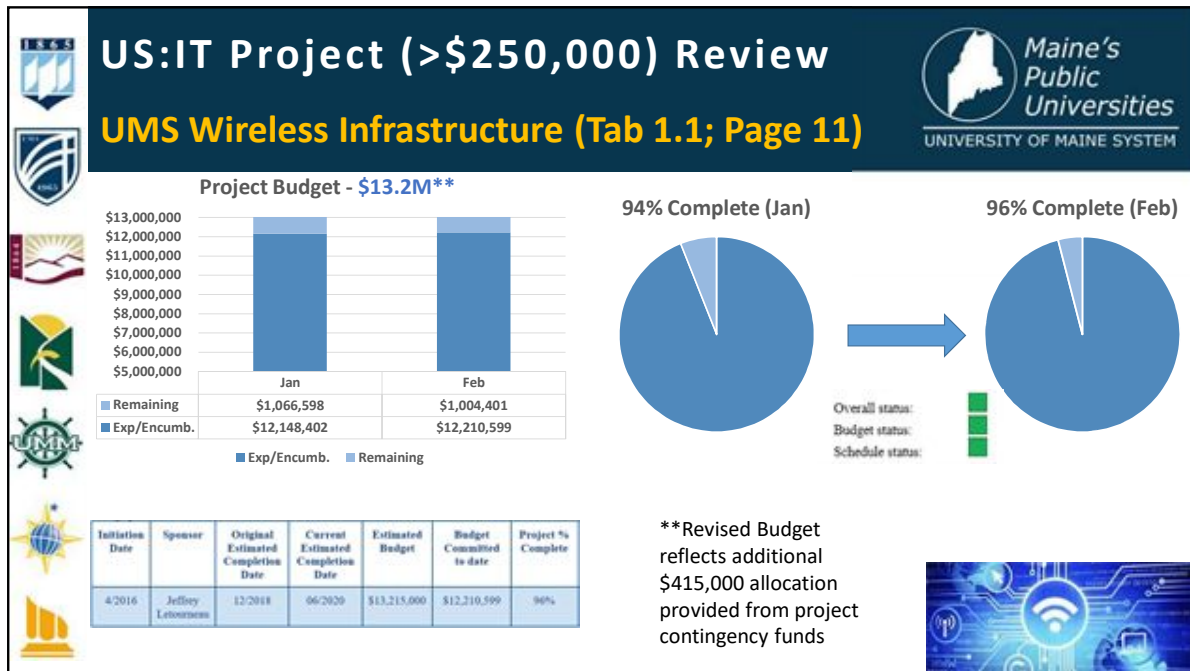 1865
US:IT Project (>$250,000) Review
UMS Wireless Infrastructure (Tab 1.1; Page 11)
Maine's
Public
Universities
UNIVERSITY OF MAINE SYSTEM
1965
1864
UMM
Project Budget - $13.2M**
$13,000,000
$12,000,000
$11,000,000
$10,000,000
$9,000,000
$8,000,000
$7,000,000
$6,000,000
$5,000,000
Jan Feb
Remaining $1,066,598 $1,004,401
Exp/Encumb. $12,148,402 $12,210,599
Exp/Encumb. Remaining
94% Complete (Jan)
96% Complete (Feb)
Overall status:
Budget status:
Schedule status:
Initiation Date
Sponsor
Original Estimated Completion Date
Current Estimated Completion Date
Estimated Budget
Budget Committed to date
Project % Complete
4/2016
Jeffrey Letourneau
12/2018
06/2020
$13,215,000
$12,210,599
96%
**Revised Budget
reflects additional
$415,000 allocation
provided from project
contingency funds